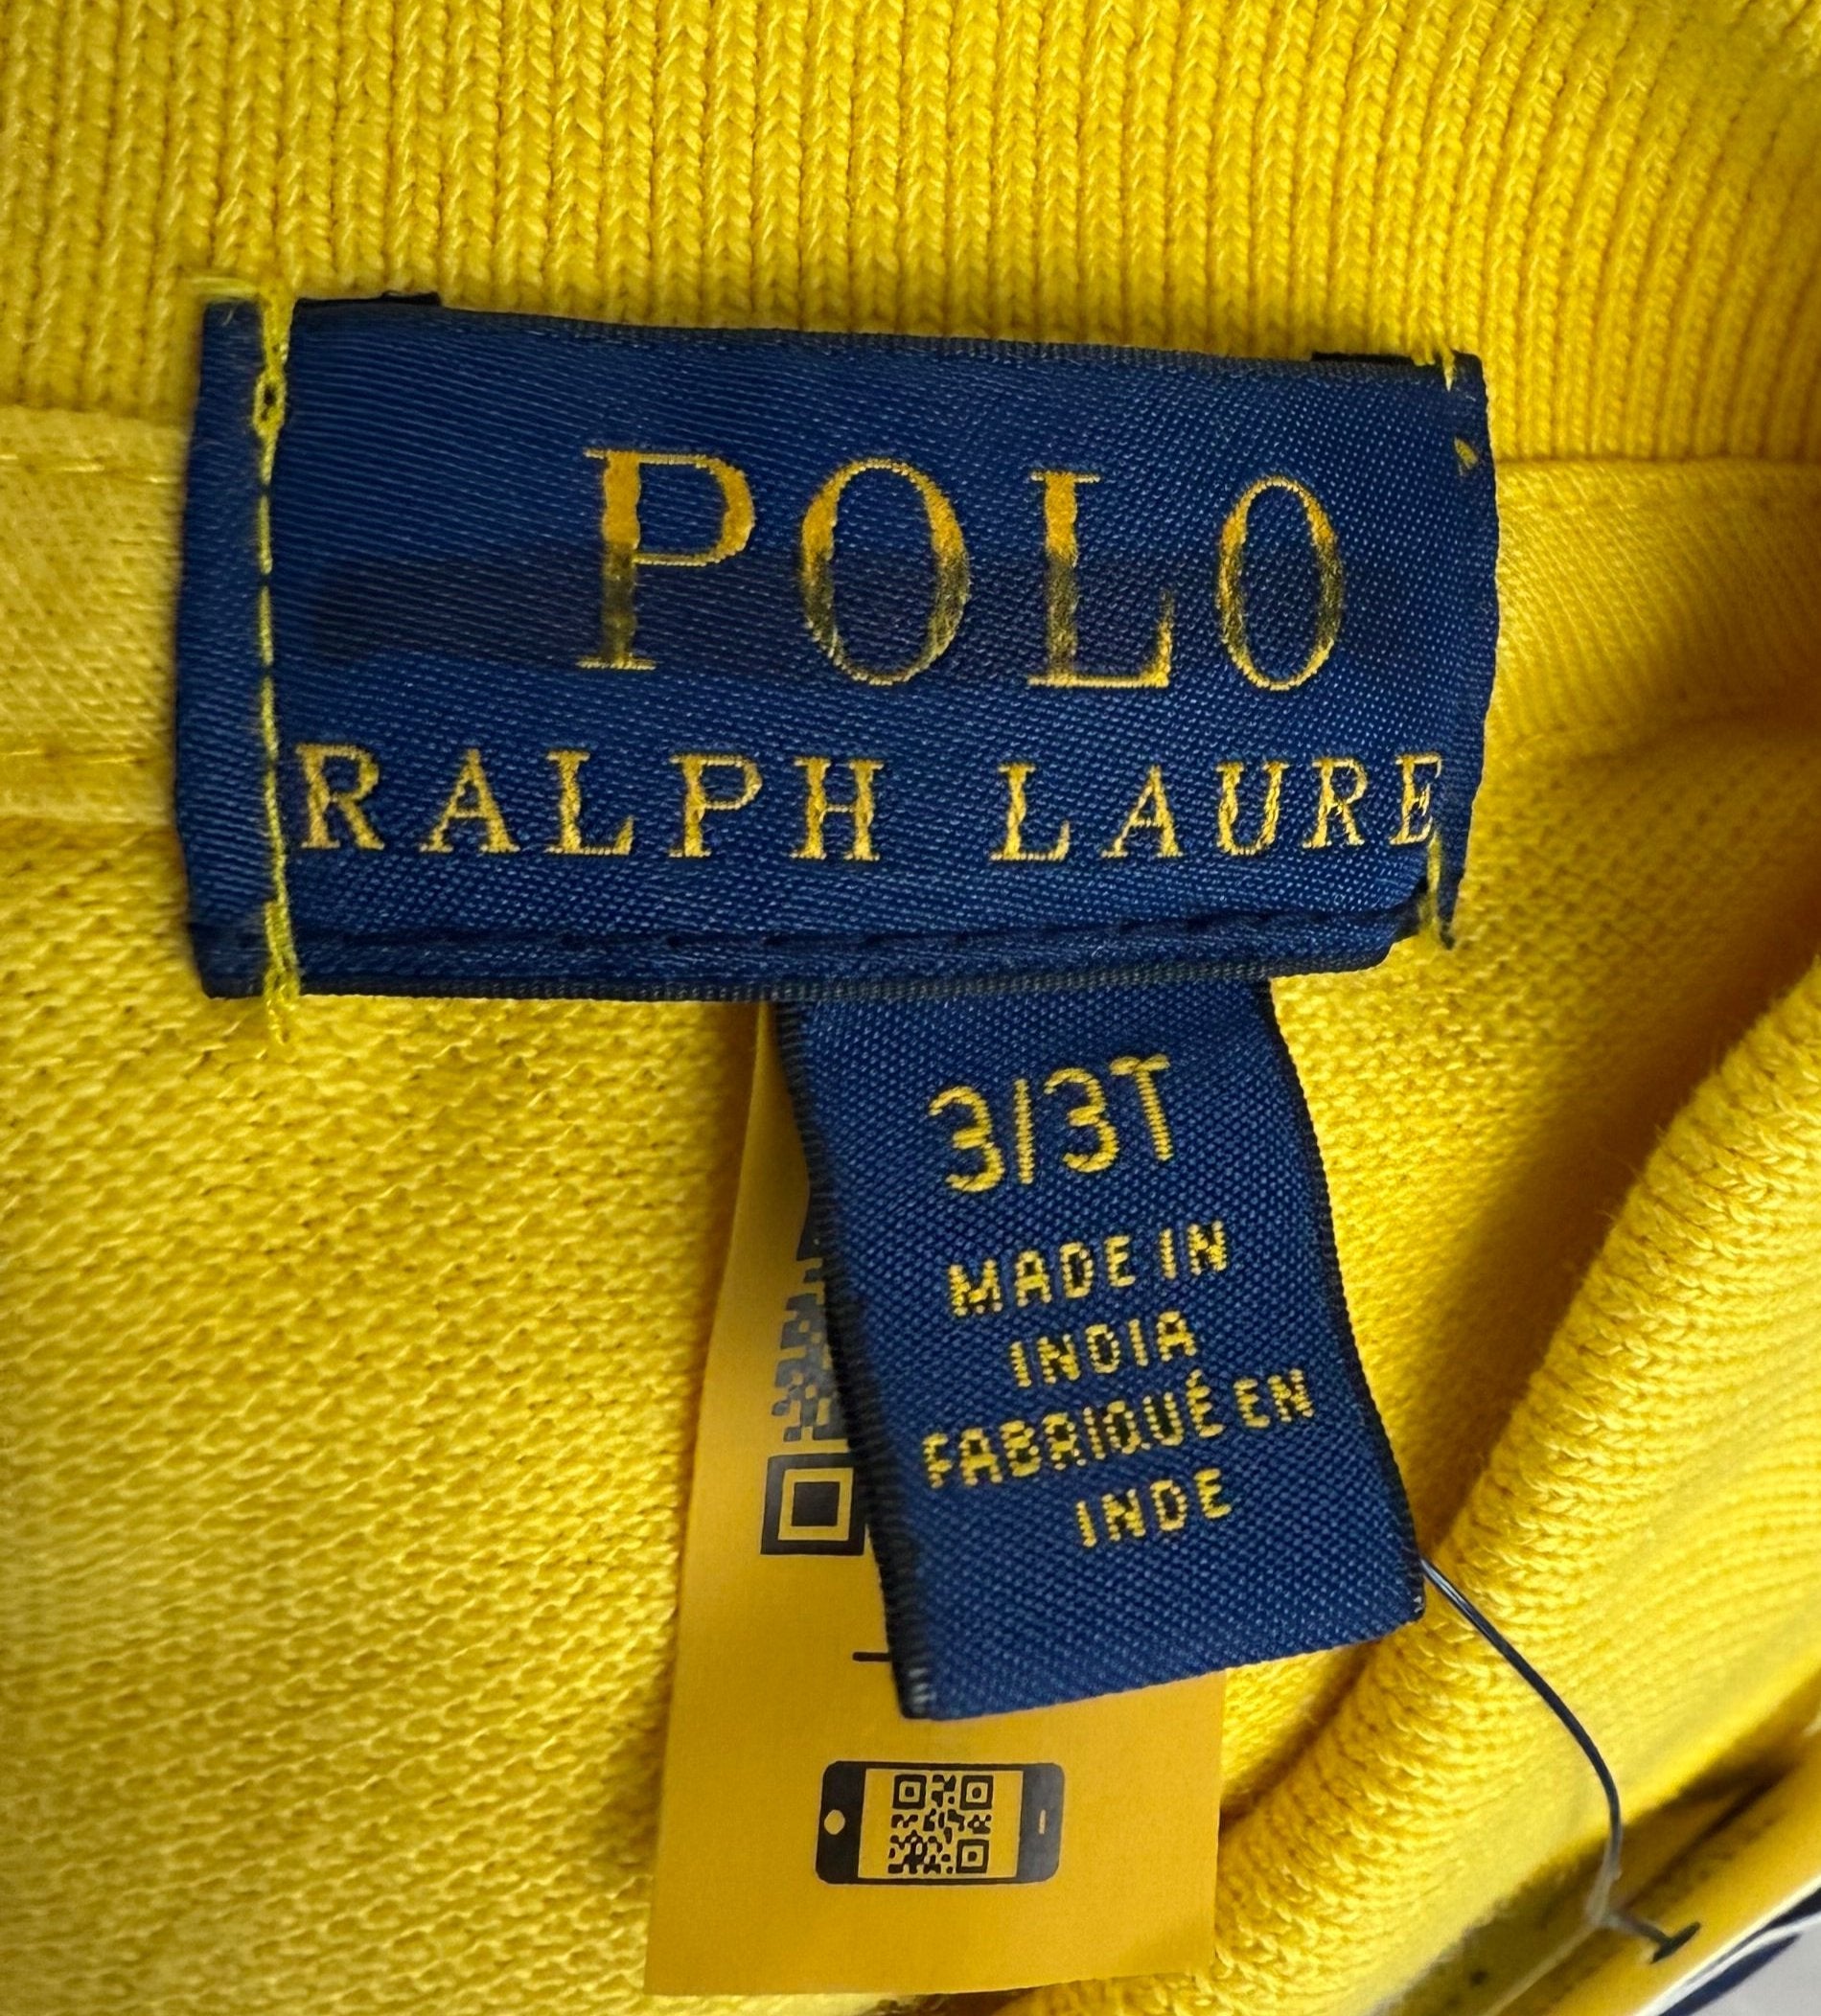 POLO
RALPH LAURE
3/3T
MADE IN
INDIA
FABRIQUÉ EN
INDE